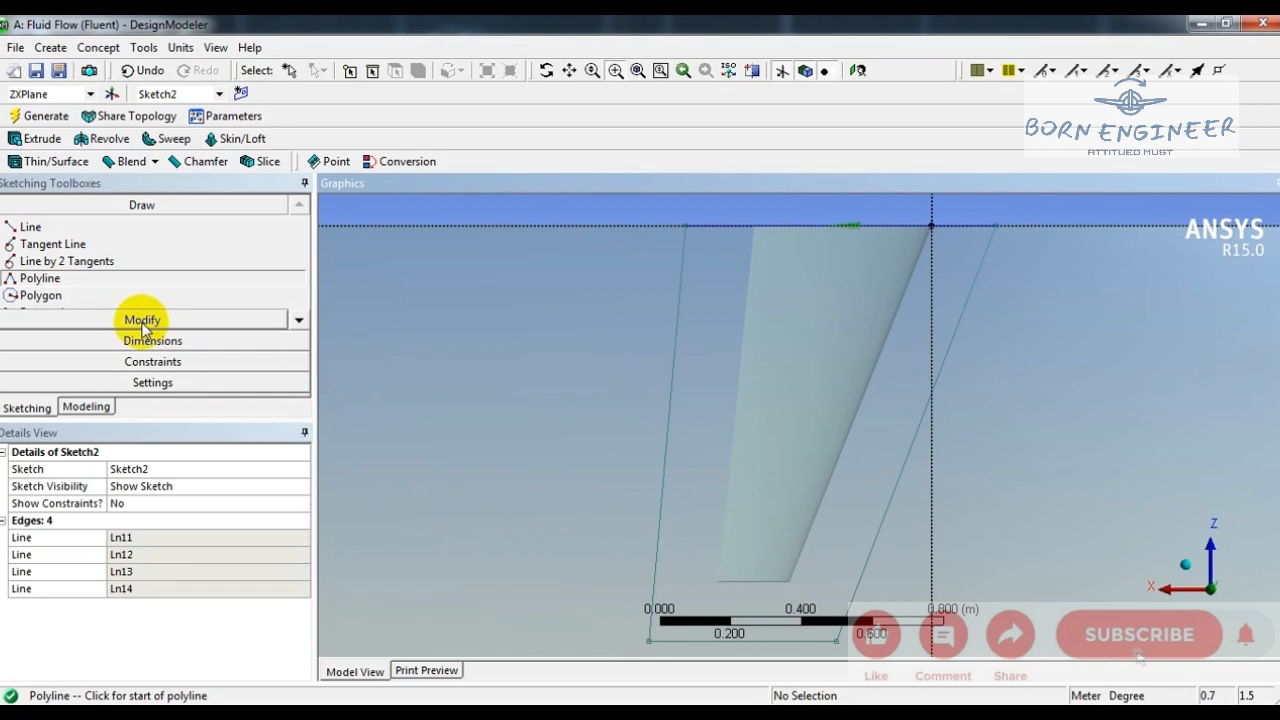 A: Fluid Flow (Fluent) - DesignModeler
File Create Concept Tools Units View Help
Undo Redo Select: ISO
ZXPlane Sketch2
Generate Share Topology Parameters
Extrude Revolve Sweep Skin/Loft
Thin/Surface Blend Chamfer Slice Point Conversion
BORN ENGINEER
ATTITUED MUST
Sketching Toolboxes
Draw
Line
Tangent Line
Line by 2 Tangents
Polyline
Polygon
Modify
Dimensions
Constraints
Settings
Sketching Modeling
Details View
Details of Sketch2
Sketch Sketch2
Sketch Visibility Show Sketch
Show Constraints? No
Edges: 4
Line Ln11
Line Ln12
Line Ln13
Line Ln14
Graphics
ANSYS
R15.0
Z
X
0.000 0.400 0.800 (m)
0.200 0.600
SUBSCRIBE
Like Comment Share
Model View Print Preview
Polyline -- Click for start of polyline No Selection Meter Degree 0.7 1.5